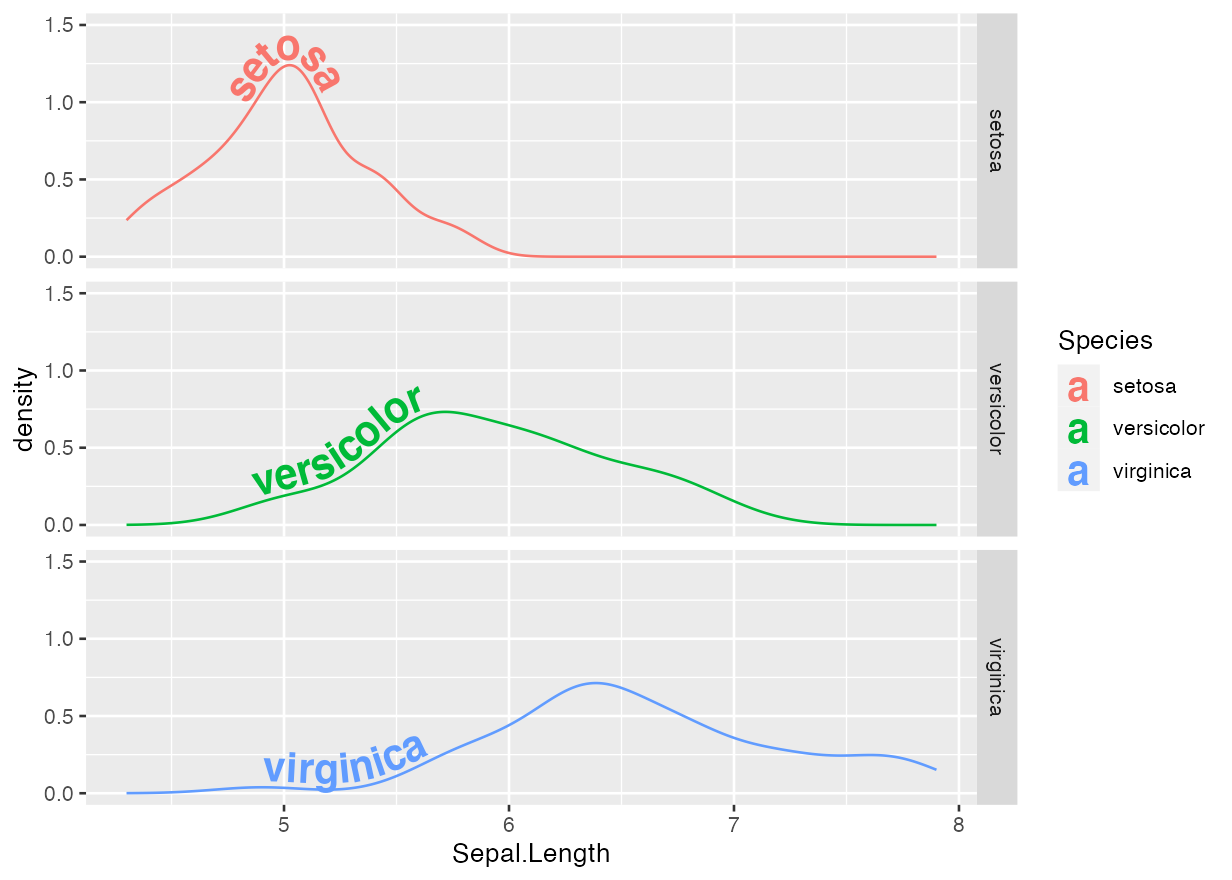 1.5
1.0
0.5
0.0
setosa
setosa
1.5
1.0
0.5
0.0
versicolor
versicolor
1.5
1.0
0.5
0.0
virginica
virginica
5 6 7 8
Sepal.Length
density
Species
a setosa
a versicolor
a virginica